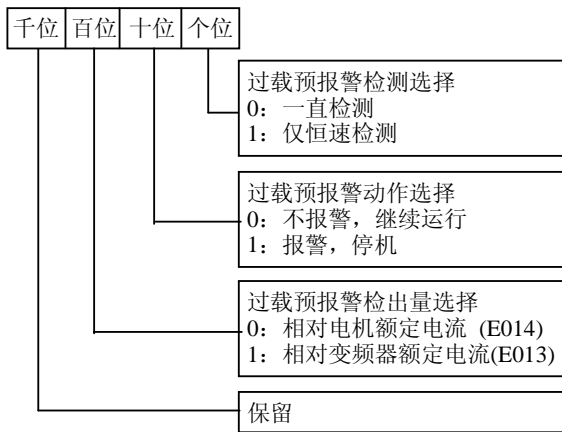 千位 百位 十位 个位
过载预报警检测选择
0：一直检测
1：仅恒速检测
过载预报警动作选择
0：不报警，继续运行
1：报警，停机
过载预报警检出量选择
0：相对电机额定电流 (E014)
1：相对变频器额定电流(E013)
保留